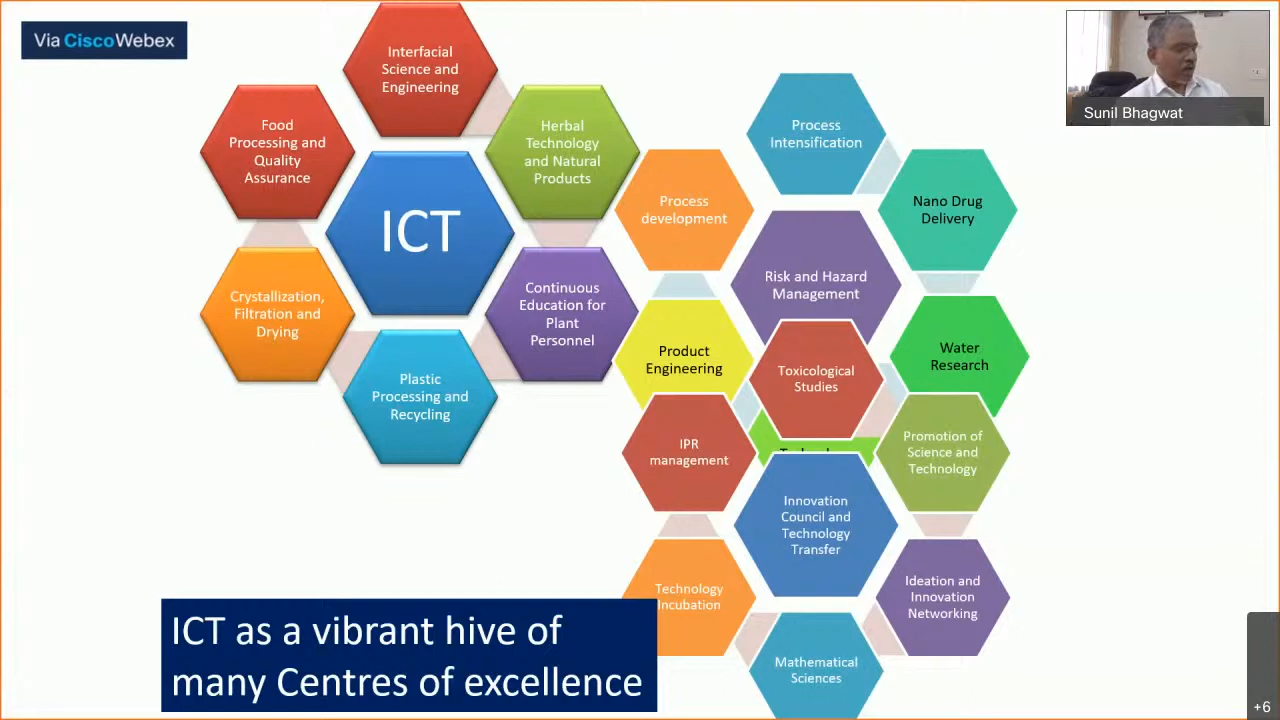 Via CiscoWebex
Interfacial
Science and
Engineering
Food
Processing and
Quality
Assurance
Herbal
Technology
and Natural
Products
ICT
Crystallization,
Filtration and
Drying
Continuous
Education for
Plant
Personnel
Plastic
Processing and
Recycling
Process
Intensification
Process
development
Nano Drug
Delivery
Risk and Hazard
Management
Product
Engineering
Toxicological
Studies
Water
Research
IPR
management
Promotion of
Science and
Technology
Innovation
Council and
Technology
Transfer
Technology
Incubation
Ideation and
Innovation
Networking
Mathematical
Sciences
ICT as a vibrant hive of
many Centres of excellence
Sunil Bhagwat
+6